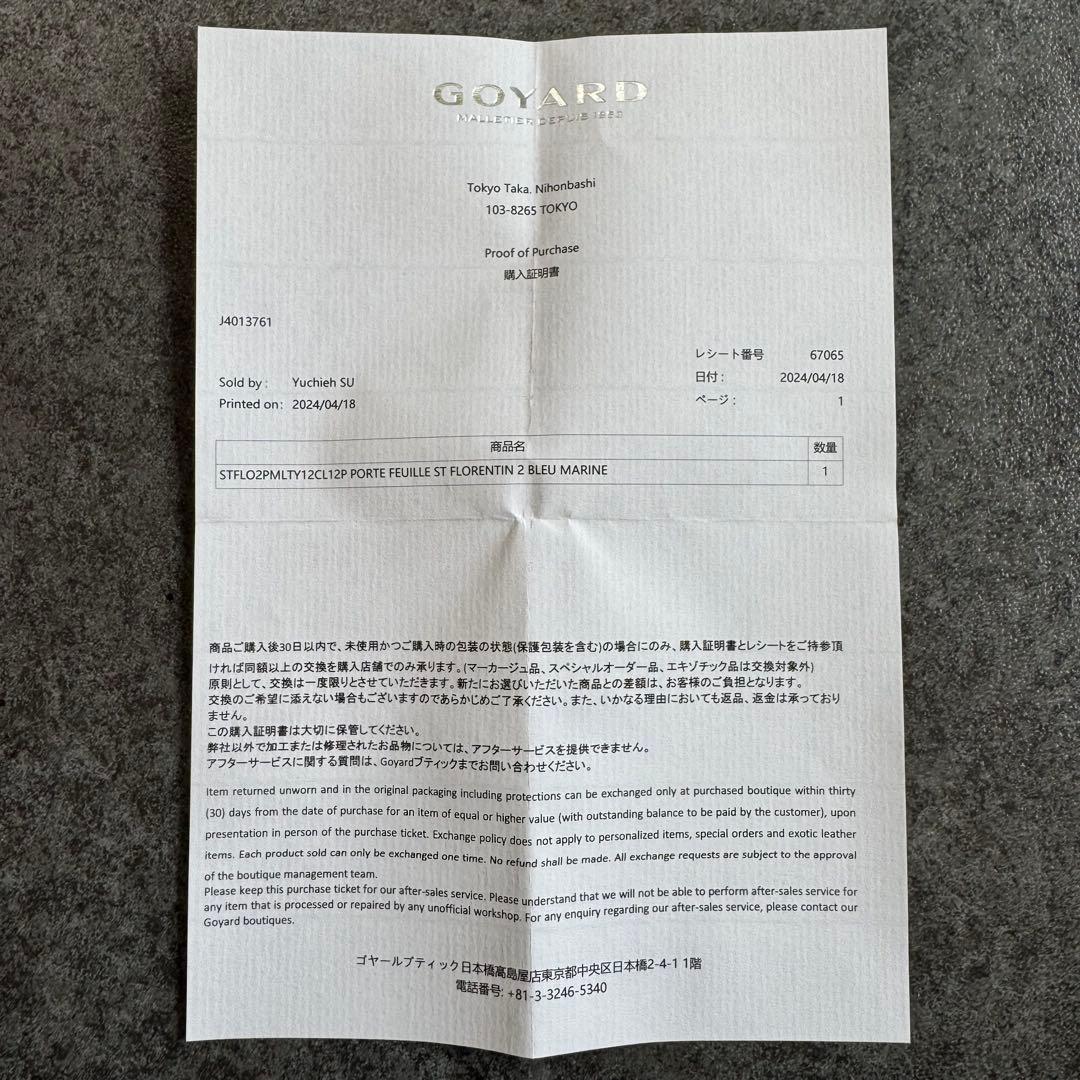 GOYARD
MALLETIER DEPUIS 1853
Tokyo Taka. Nihonbashi
103-8265 TOKYO
Proof of Purchase
購入証明書
J4013761
レシート番号 67065
Sold by : Yuchieh SU
日付 : 2024/04/18
Printed on: 2024/04/18
ページ : 1
商品名 数量
STFLO2PMLTY12CL12P PORTE FEUILLE ST FLORENTIN 2 BLEU MARINE 1
商品ご購入後30日以内で、未使用かつご購入時の包装の状態(保護包装を含む)の場合にのみ、購入証明書とレシートをご持参頂
ければ同額以上の交換を購入店舗でのみ承ります。(マーカージュ品、スペシャルオーダー品、エキゾチック品は交換対象外)
原則として、交換は一度限りとさせていただきます。新たにお選びいただいた商品との差額は、お客様のご負担となります。
交換のご希望に添えない場合もございますのであらかじめご了承ください。また、いかなる理由においても返品、返金は承っており
ません。
この購入証明書は大切に保管してください。
弊社以外で加工または修理されたお品物については、アフターサービスを提供できません。
アフターサービスに関する質問は、Goyardブティックまでお問い合わせください。
Item returned unworn and in the original packaging including protections can be exchanged only at purchased boutique within thirty
(30) days from the date of purchase for an item of equal or higher value (with outstanding balance to be paid by the customer), upon
presentation in person of the purchase ticket. Exchange policy does not apply to personalized items, special orders and exotic leather
items. Each product sold can only be exchanged one time. No refund shall be made. All exchange requests are subject to the approval
of the boutique management team.
Please keep this purchase ticket for our after-sales service. Please understand that we will not be able to perform after-sales service for
any item that is processed or repaired by any unofficial workshop. For any enquiry regarding our after-sales service, please contact our
Goyard boutiques.
ゴヤールブティック日本橋髙島屋店東京都中央区日本橋2-4-1 1階
電話番号: +81-3-3246-5340